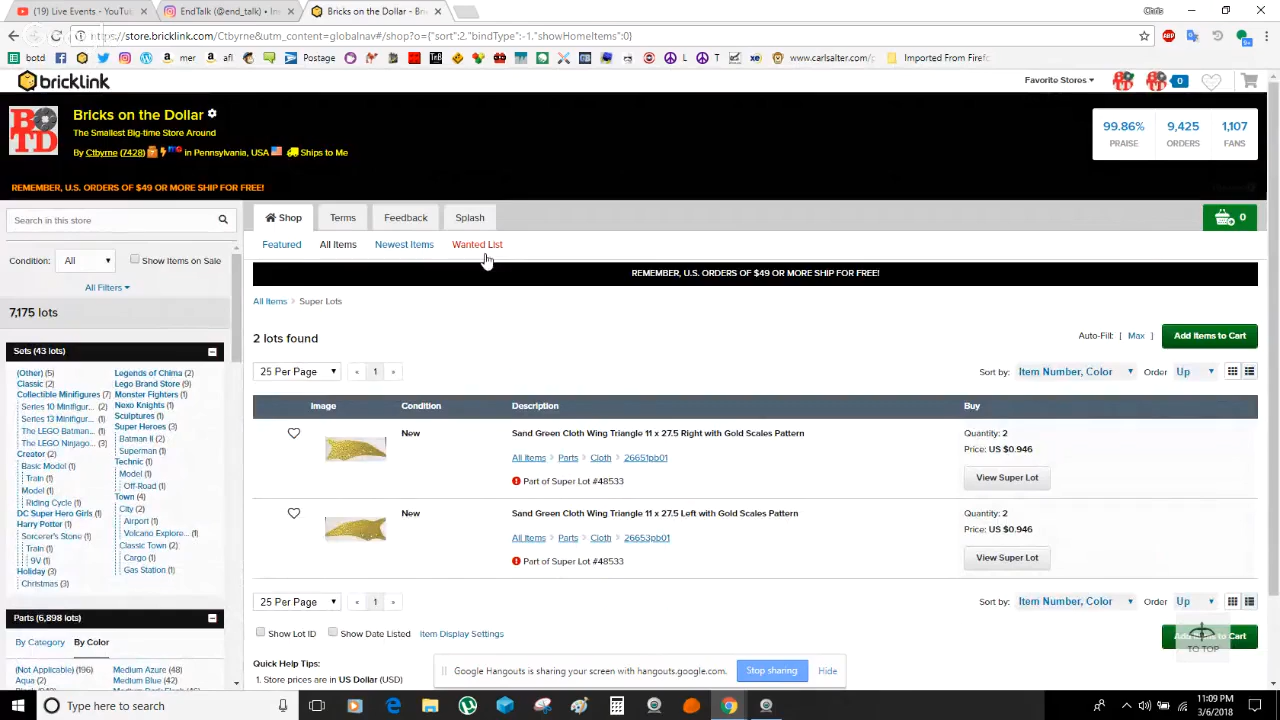 (19) Live Events - YouTu
EndTalk (@end_talk) • In
Bricks on the Dollar - Bric
Chris
https://store.bricklink.com/Ctbyrne&utm_content=globalnav#/shop?o={"sort":2,"bindType":-1,"showHomeItems":0}
mer
afl
Postage
L
T
www.carlsalter.com/
Imported From Firefo
bricklink
Favorite Stores
0
BOTD
Bricks on the Dollar
The Smallest Big-time Store Around
By Ctbyrne (7428) in Pennsylvania, USA Ships to Me
99.86% 9,425 1,107
PRAISE ORDERS FANS
REMEMBER, U.S. ORDERS OF $49 OR MORE SHIP FOR FREE!
Search in this store
Shop Terms Feedback Splash
0
Featured All Items Newest Items Wanted List
Condition: All Show Items on Sale
All Filters
REMEMBER, U.S. ORDERS OF $49 OR MORE SHIP FOR FREE!
All Items > Super Lots
7,175 lots
2 lots found
Auto-Fill: [ Max ] Add Items to Cart
Sets (43 lots)
25 Per Page « 1 »
Sort by: Item Number, Color Order Up
(Other) (5)
Classic (2)
Collectible Minifigures (7)
Series 10 Minifigur... (2)
Series 13 Minifigur... (1)
The LEGO Batman... (1)
The LEGO Ninjago... (3)
Creator (2)
Basic Model (1)
Train (1)
Model (1)
Riding Cycle (1)
DC Super Hero Girls (1)
Harry Potter (1)
Sorcerer's Stone (1)
Train (1)
9V (1)
Holiday (3)
Christmas (3)
Legends of Chima (2)
Lego Brand Store (9)
Monster Fighters (1)
Nexo Knights (1)
Sculptures (1)
Super Heroes (3)
Batman II (2)
Superman (1)
Technic (1)
Model (1)
Off-Road (1)
Town (4)
City (2)
Airport (1)
Volcano Explore... (1)
Classic Town (2)
Cargo (1)
Gas Station (1)
Image Condition Description Buy
New
Sand Green Cloth Wing Triangle 11 x 27.5 Right with Gold Scales Pattern
All Items > Parts > Cloth > 26651pb01
Part of Super Lot #48533
Quantity: 2
Price: US $0.946
View Super Lot
New
Sand Green Cloth Wing Triangle 11 x 27.5 Left with Gold Scales Pattern
All Items > Parts > Cloth > 26653pb01
Part of Super Lot #48533
Quantity: 2
Price: US $0.946
View Super Lot
25 Per Page « 1 »
Sort by: Item Number, Color Order Up
Parts (6,898 lots)
By Category By Color
(Not Applicable) (196)
Aqua (2)
Medium Azure (48)
Medium Blue (42)
Show Lot ID Show Date Listed Item Display Settings
Add Items to Cart
TO TOP
Quick Help Tips:
1. Store prices are in US Dollar (USD)
Google Hangouts is sharing your screen with hangouts.google.com. Stop sharing Hide
Type here to search
11:09 PM
3/6/2018